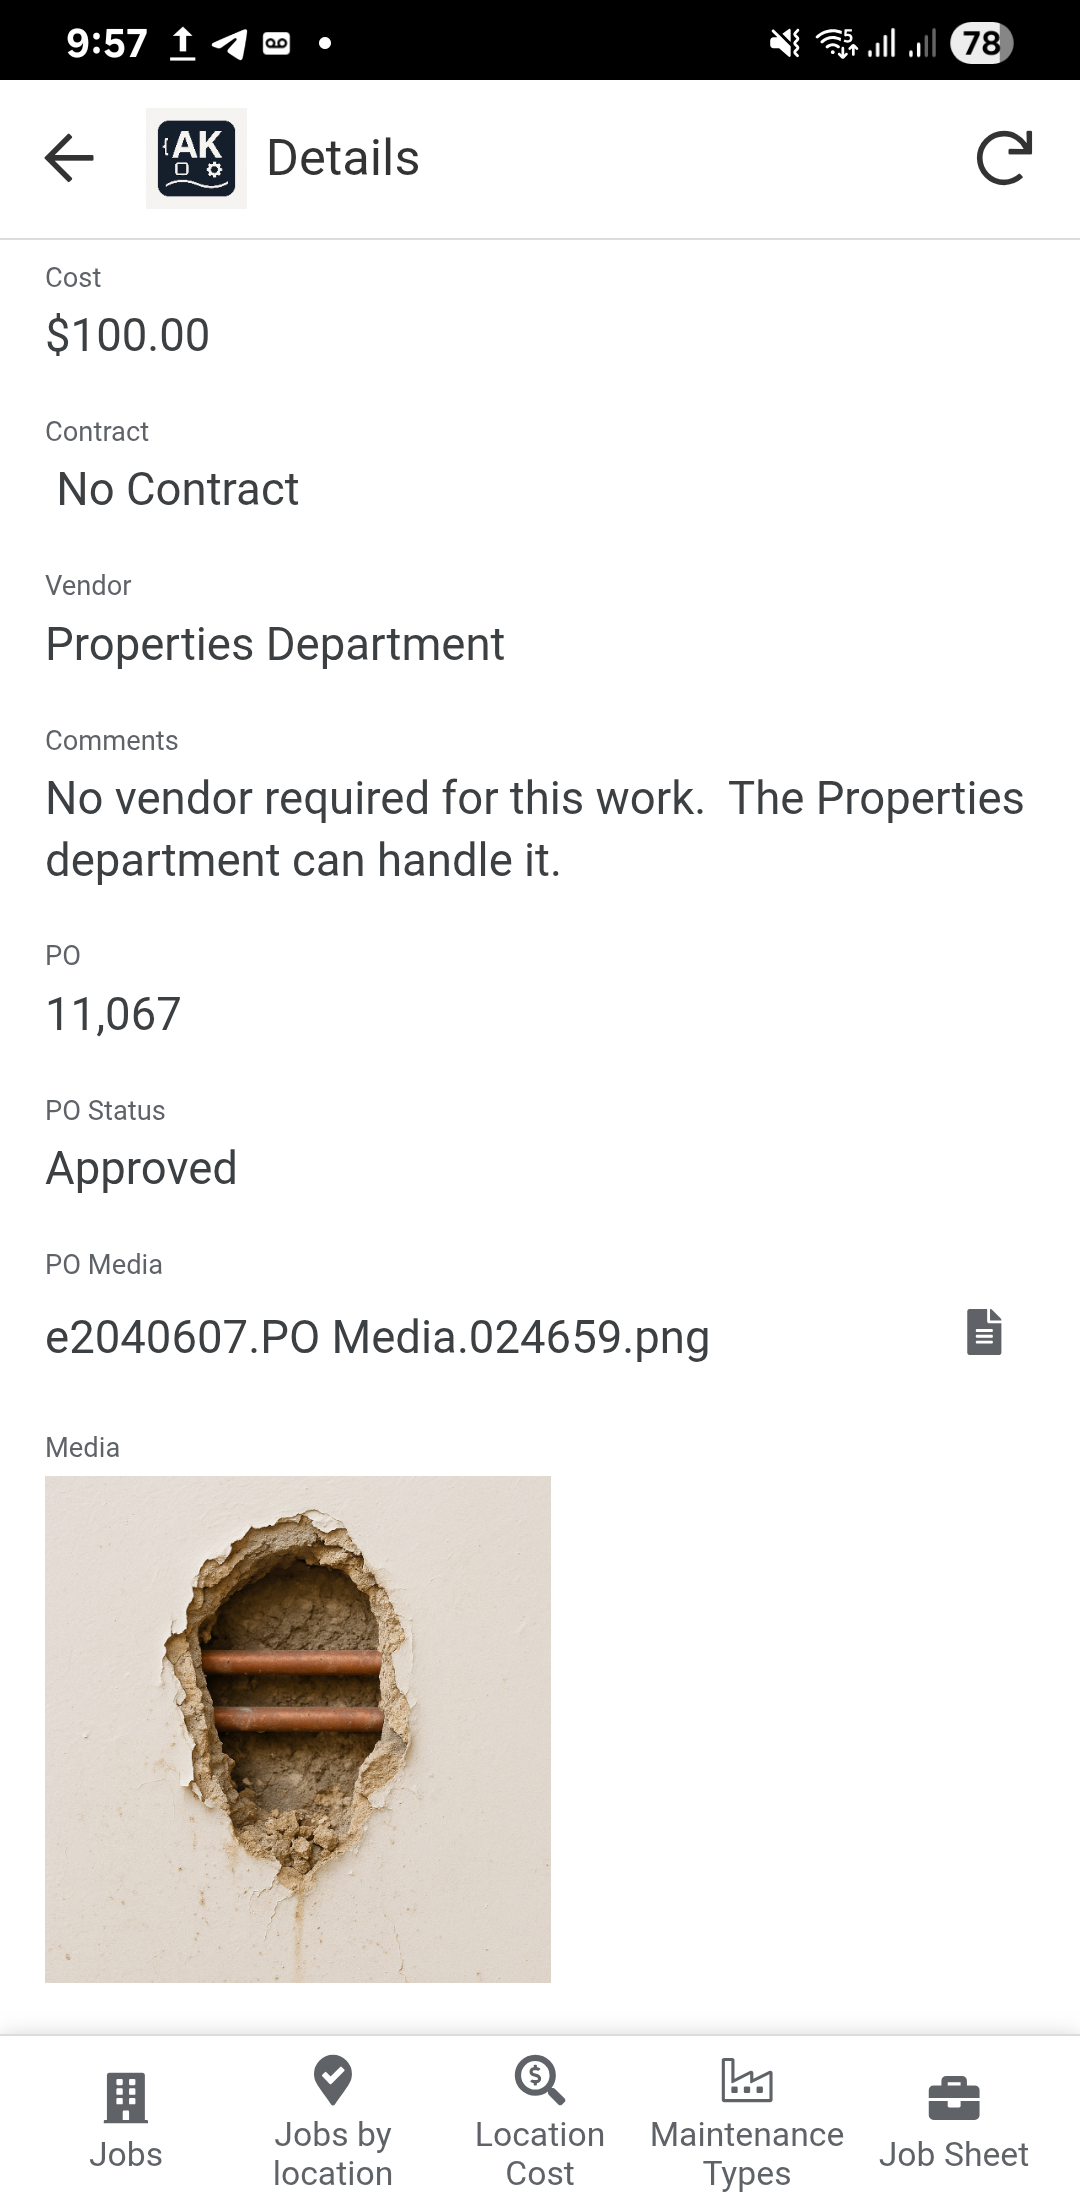 9:57
5
78
{AK
Details
Cost
$100.00
Contract
No Contract
Vendor
Properties Department
Comments
No vendor required for this work.  The Properties
department can handle it.
PO
11,067
PO Status
Approved
PO Media
e2040607.PO Media.024659.png
Media
$
Jobs
Jobs by
location
Location
Cost
Maintenance
Types
Job Sheet